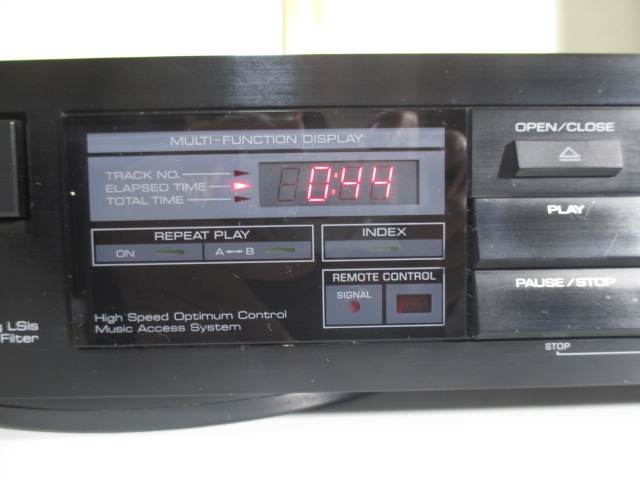 MULTI-FUNCTION DISPLAY
TRACK NO.
ELAPSED TIME
TOTAL TIME
0:44
REPEAT PLAY
ON
A↔B
INDEX
REMOTE CONTROL
SIGNAL
High Speed Optimum Control
Music Access System
LSIs
Filter
OPEN/CLOSE
PLAY
PAUSE/STOP
STOP